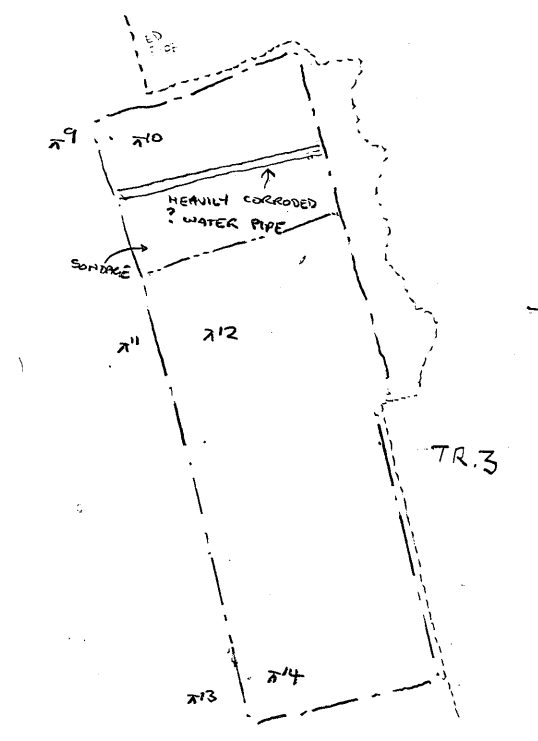 ⊼9
⊼10
HEAVILY CORRODED
? WATER PIPE
SONDAGE
⊼11
⊼12
TR.3
⊼14
⊼13